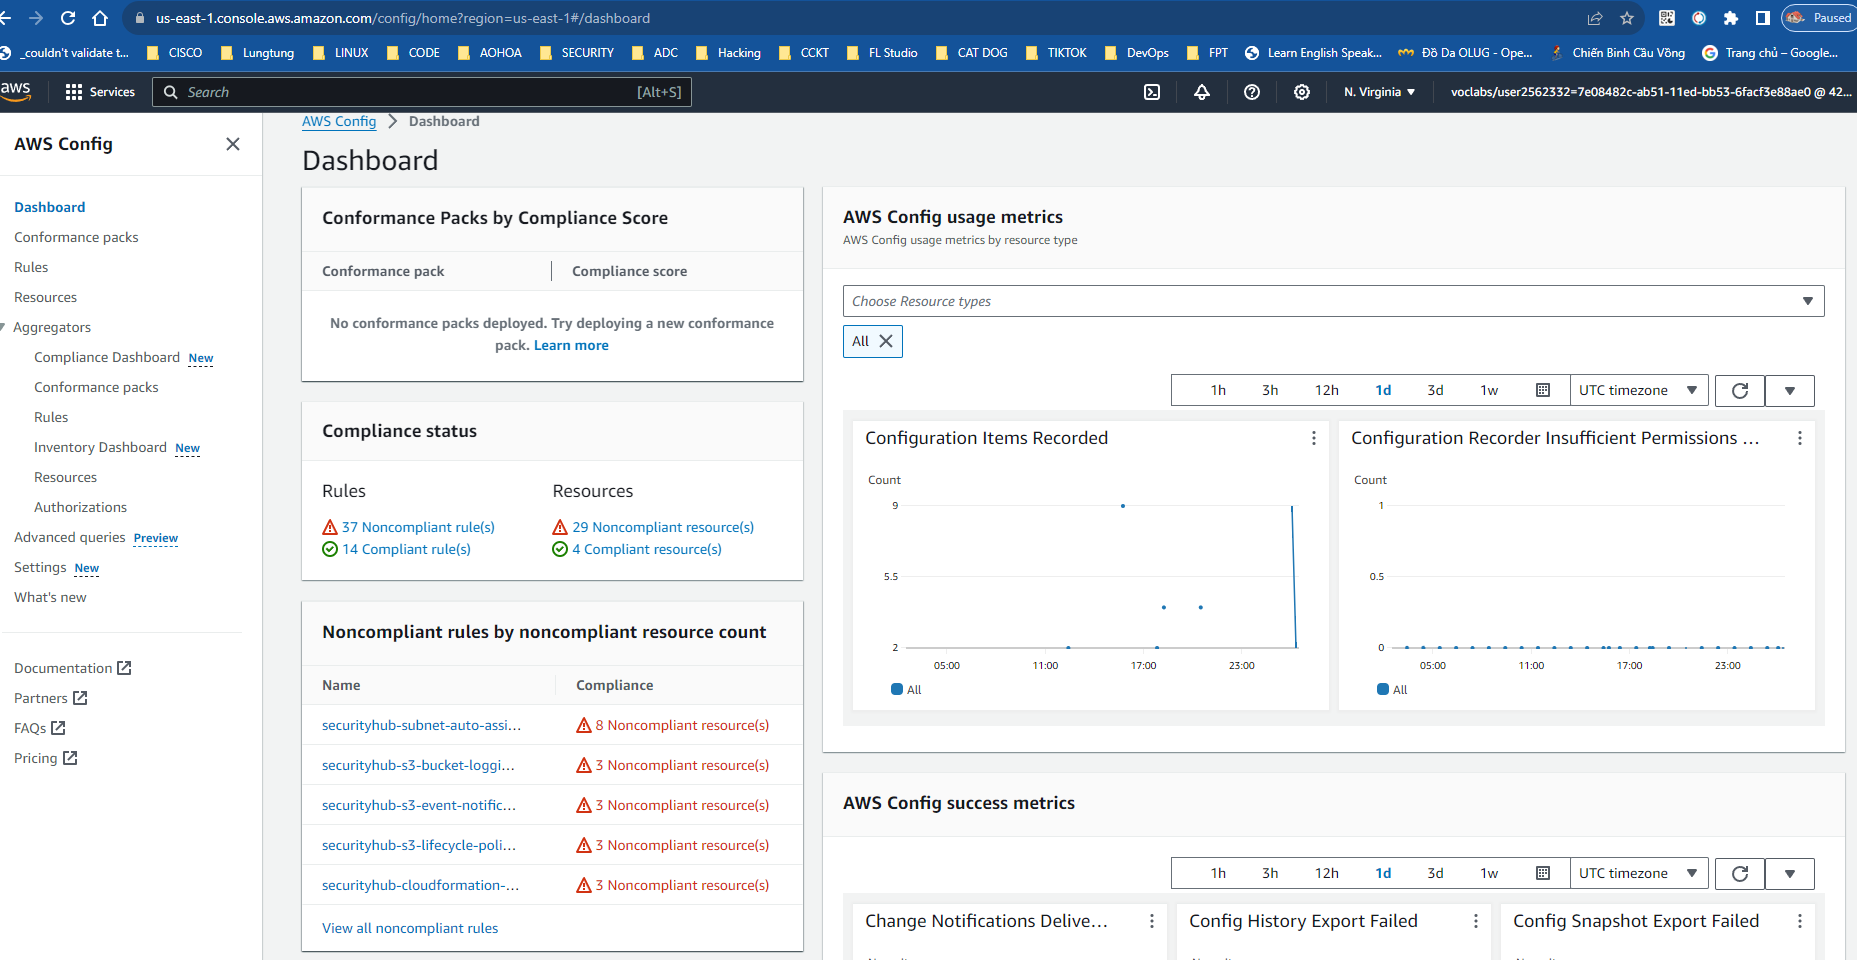 us-east-1.console.aws.amazon.com/config/home?region=us-east-1#/dashboard
Paused
_couldn't validate t...
CISCO
Lungtung
LINUX
CODE
AOHOA
SECURITY
ADC
Hacking
CCKT
FL Studio
CAT DOG
TIKTOK
DevOps
FPT
Learn English Speak...
Đồ Da OLUG - Ope...
Chiến Binh Cầu Vồng
Trang chủ – Google...
aws
Services
Search
[Alt+S]
N. Virginia
voclabs/user2562332=7e08482c-ab51-11ed-bb53-6facf3e88ae0 @ 42...
AWS Config
Dashboard
Conformance packs
Rules
Resources
Aggregators
Compliance Dashboard New
Conformance packs
Rules
Inventory Dashboard New
Resources
Authorizations
Advanced queries Preview
Settings New
What's new
Documentation
Partners
FAQs
Pricing
AWS Config > Dashboard
Dashboard
Conformance Packs by Compliance Score
Conformance pack
Compliance score
No conformance packs deployed. Try deploying a new conformance
pack. Learn more
Compliance status
Rules
37 Noncompliant rule(s)
14 Compliant rule(s)
Resources
29 Noncompliant resource(s)
4 Compliant resource(s)
Noncompliant rules by noncompliant resource count
Name
Compliance
securityhub-subnet-auto-assi...
8 Noncompliant resource(s)
securityhub-s3-bucket-loggi...
3 Noncompliant resource(s)
securityhub-s3-event-notific...
3 Noncompliant resource(s)
securityhub-s3-lifecycle-poli...
3 Noncompliant resource(s)
securityhub-cloudformation-...
3 Noncompliant resource(s)
View all noncompliant rules
AWS Config usage metrics
AWS Config usage metrics by resource type
Choose Resource types
All
1h
3h
12h
1d
3d
1w
UTC timezone
Configuration Items Recorded
Count
9
5.5
2
05:00
11:00
17:00
23:00
All
Configuration Recorder Insufficient Permissions ...
Count
1
0.5
0
05:00
11:00
17:00
23:00
All
AWS Config success metrics
1h
3h
12h
1d
3d
1w
UTC timezone
Change Notifications Delive...
Config History Export Failed
Config Snapshot Export Failed